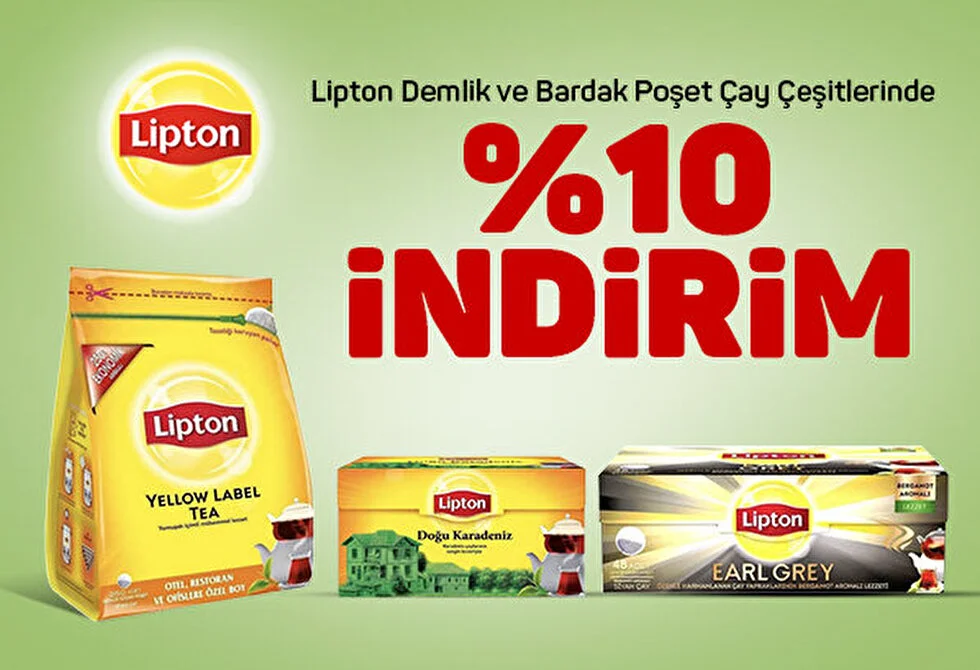 Lipton
Lipton Demlik ve Bardak Poşet Çay Çeşitlerinde
%10
İNDİRİM
Lipton
YELLOW LABEL
TEA
OTEL, RESTORAN
VE OFİSLERE ÖZEL BOY
Lipton
Doğu Karadeniz
Lipton
BERGAMOT
AROMALI
LEZZET
EARL GREY